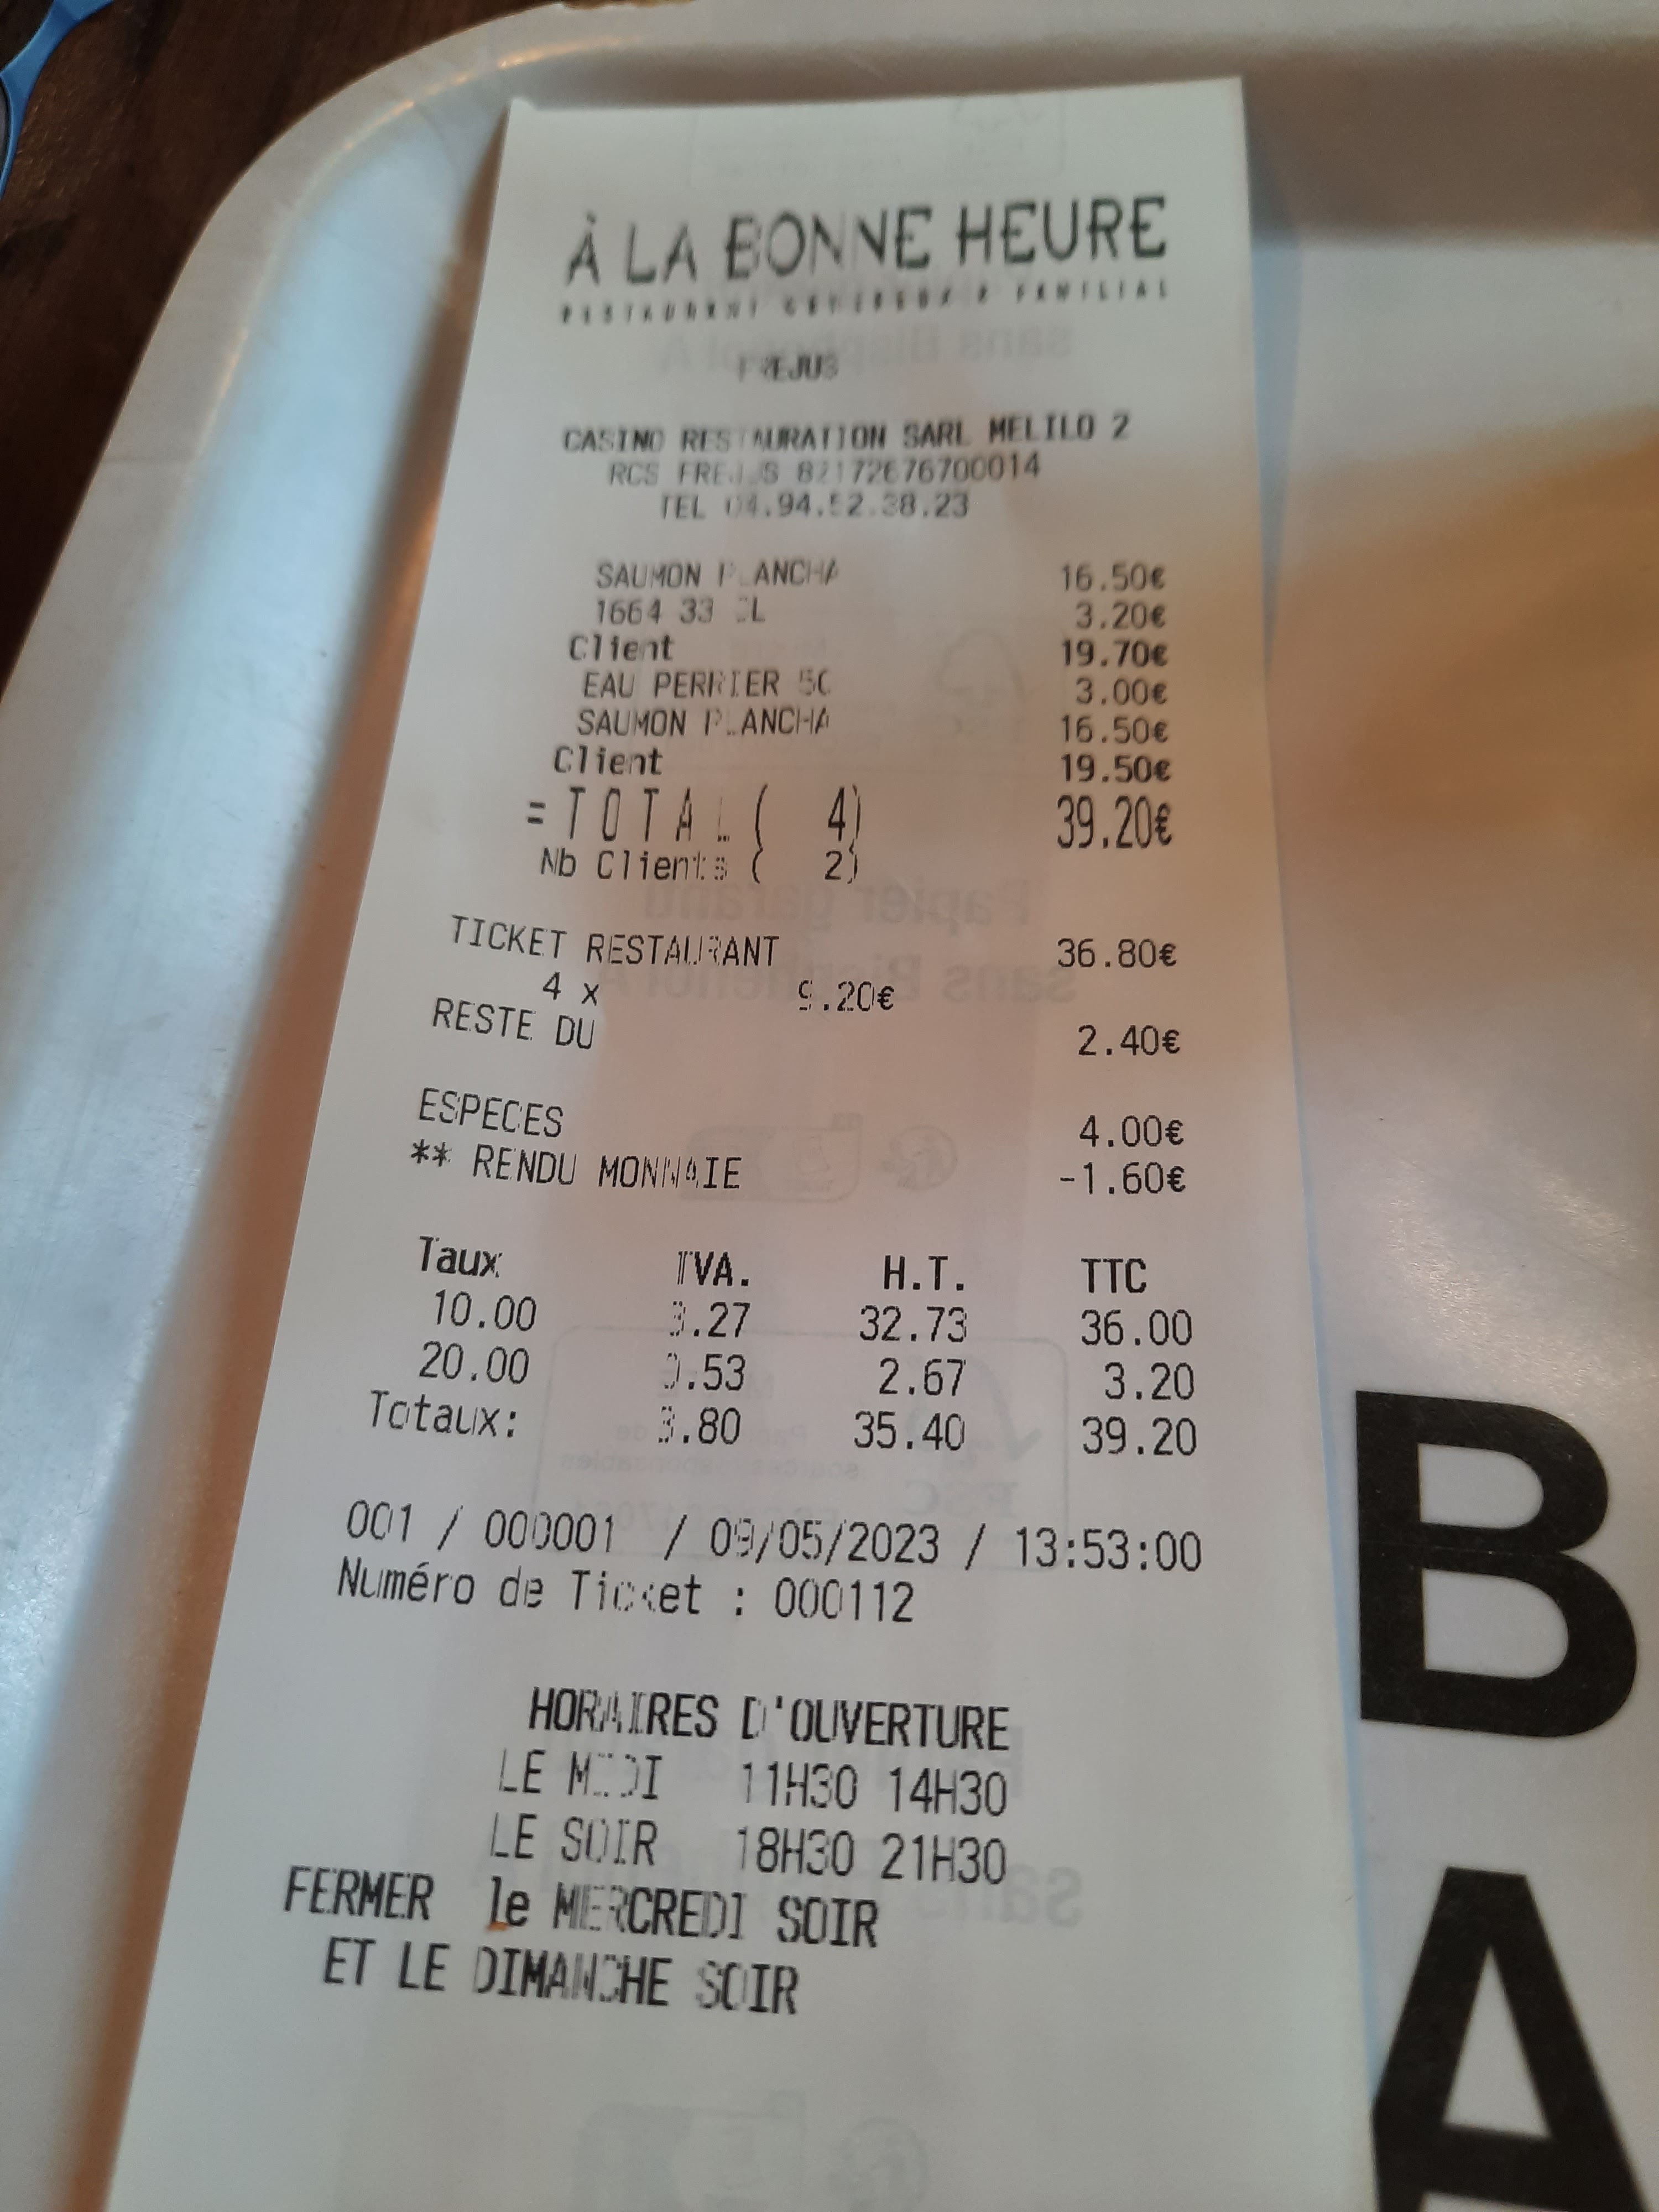 À LA BONNE HEURE
RESTAURANT GÉNÉREUX & FAMILIAL
FREJUS
CASINO RESTAURATION SARL MELILO 2
RCS FREJUS 82172676700014
TEL 04.94.52.38.23
SAUMON PLANCHA 16.50€
1664 33 CL 3.20€
Client 19.70€
EAU PERRIER 50 3.00€
SAUMON PLANCHA 16.50€
Client 19.50€
=TOTAL( 4) 39.20€
Nb Clients ( 2)
TICKET RESTAURANT 36.80€
4 x 9.20€
RESTE DU 2.40€
ESPECES 4.00€
** RENDU MONNAIE -1.60€
Taux TVA. H.T. TTC
10.00 3.27 32.73 36.00
20.00 0.53 2.67 3.20
Totaux: 3.80 35.40 39.20
001 / 000001 / 09/05/2023 / 13:53:00
Numéro de Ticket : 000112
HORAIRES D'OUVERTURE
LE MIDI 11H30 14H30
LE SOIR 18H30 21H30
FERMER le MERCREDI SOIR
ET LE DIMANCHE SOIR
BA